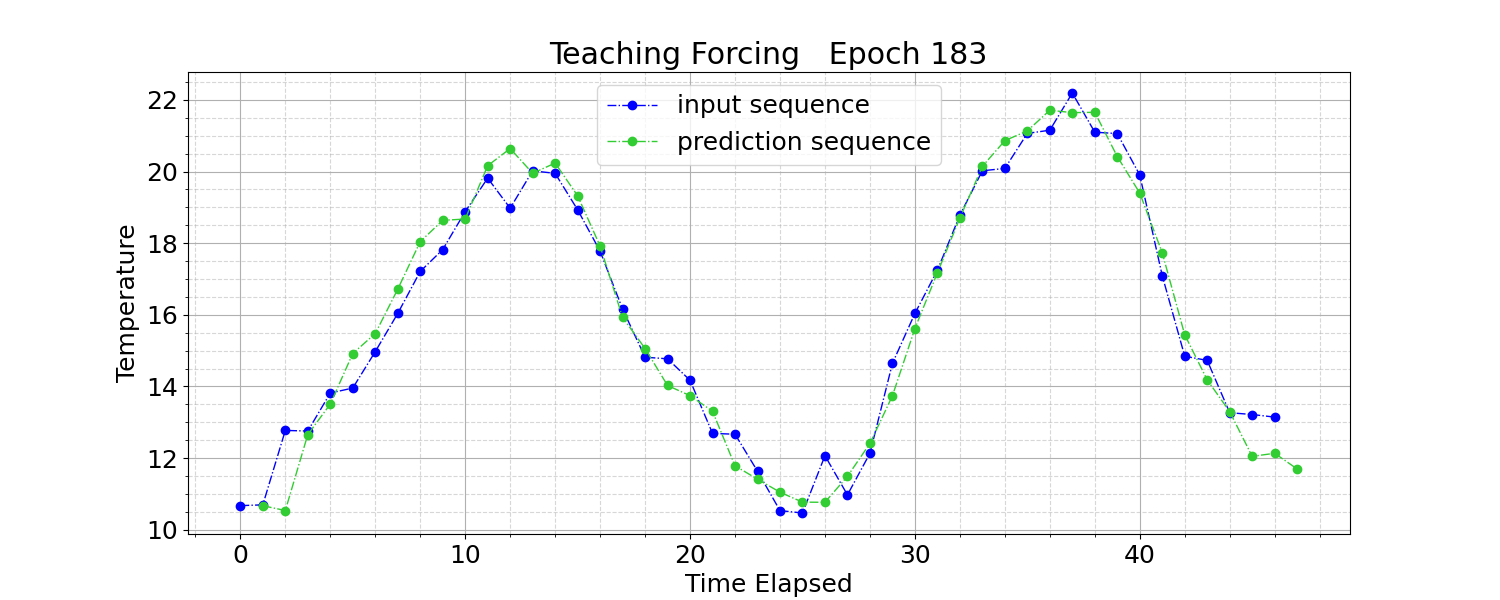 Teaching Forcing   Epoch 183
input sequence
prediction sequence
Temperature
22
20
18
16
14
12
10
0 10 20 30 40
Time Elapsed